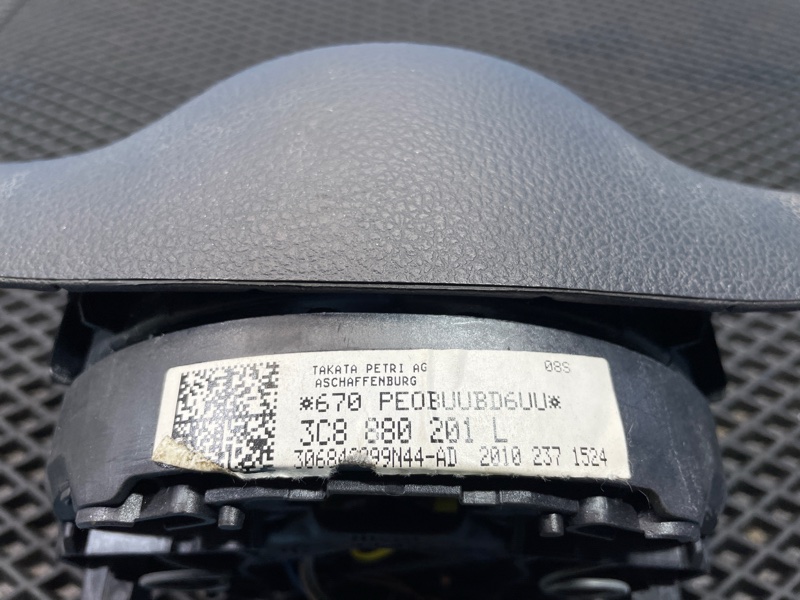 TAKATA PETRI AG 08S
ASCHAFFENBURG
*670 PEOBUUBD6UU*
3C8 880 201 L
2010 237 1524